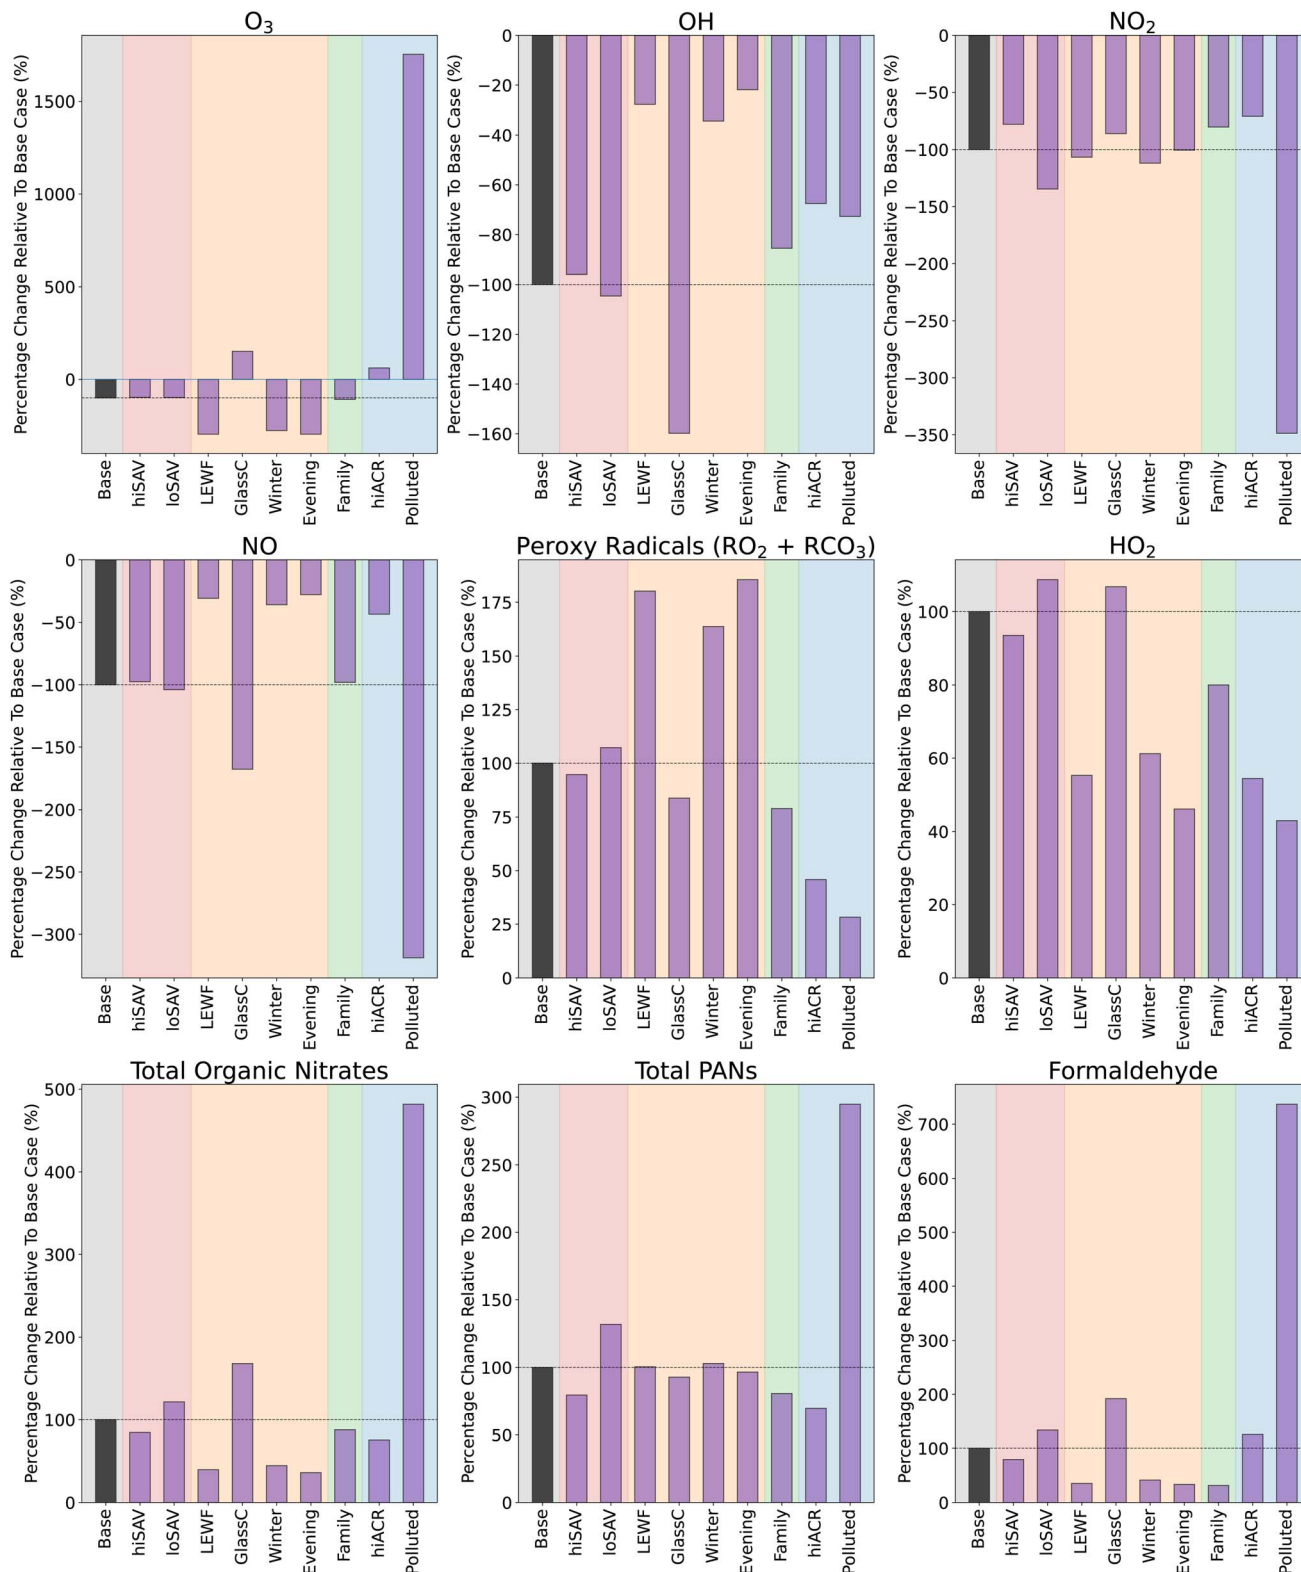 O₃
Percentage Change Relative To Base Case (%)
1500
1000
500
0
Base
hiSAV
loSAV
LEWF
GlassC
Winter
Evening
Family
hiACR
Polluted
OH
Percentage Change Relative To Base Case (%)
0
−20
−40
−60
−80
−100
−120
−140
−160
Base
hiSAV
loSAV
LEWF
GlassC
Winter
Evening
Family
hiACR
Polluted
NO₂
Percentage Change Relative To Base Case (%)
0
−50
−100
−150
−200
−250
−300
−350
Base
hiSAV
loSAV
LEWF
GlassC
Winter
Evening
Family
hiACR
Polluted
NO
Percentage Change Relative To Base Case (%)
0
−50
−100
−150
−200
−250
−300
Base
hiSAV
loSAV
LEWF
GlassC
Winter
Evening
Family
hiACR
Polluted
Peroxy Radicals (RO₂ + RCO₃)
Percentage Change Relative To Base Case (%)
175
150
125
100
75
50
25
0
Base
hiSAV
loSAV
LEWF
GlassC
Winter
Evening
Family
hiACR
Polluted
HO₂
Percentage Change Relative To Base Case (%)
100
80
60
40
20
0
Base
hiSAV
loSAV
LEWF
GlassC
Winter
Evening
Family
hiACR
Polluted
Total Organic Nitrates
Percentage Change Relative To Base Case (%)
500
400
300
200
100
0
Base
hiSAV
loSAV
LEWF
GlassC
Winter
Evening
Family
hiACR
Polluted
Total PANs
Percentage Change Relative To Base Case (%)
300
250
200
150
100
50
0
Base
hiSAV
loSAV
LEWF
GlassC
Winter
Evening
Family
hiACR
Polluted
Formaldehyde
Percentage Change Relative To Base Case (%)
700
600
500
400
300
200
100
0
Base
hiSAV
loSAV
LEWF
GlassC
Winter
Evening
Family
hiACR
Polluted